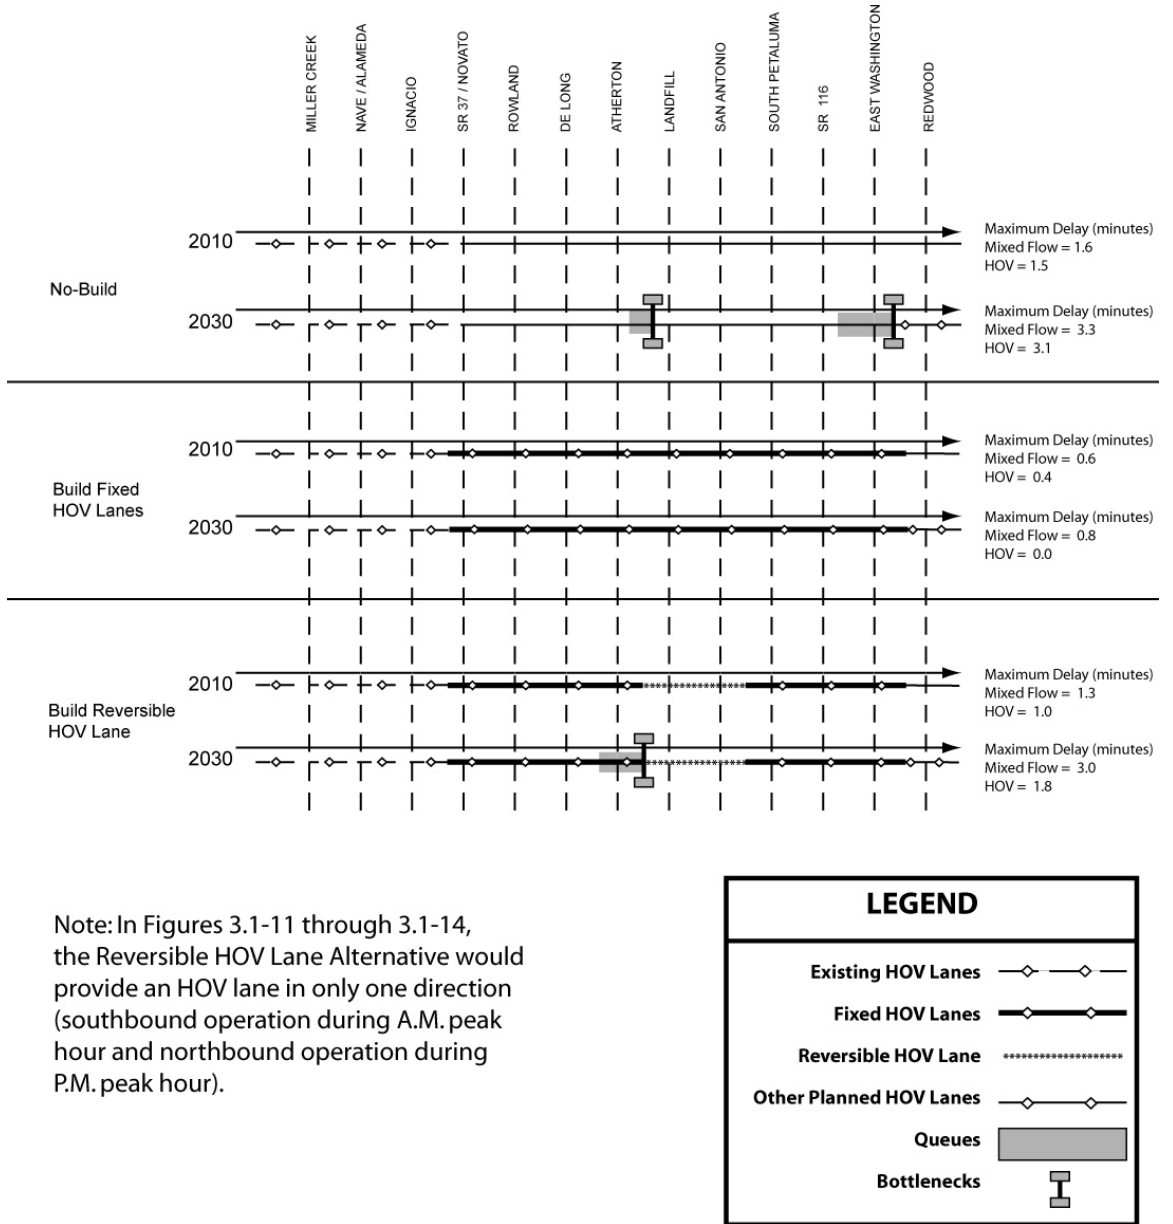 MILLER CREEK
NAVE / ALAMEDA
IGNACIO
SR 37 / NOVATO
ROWLAND
DE LONG
ATHERTON
LANDFILL
SAN ANTONIO
SOUTH PETALUMA
SR 116
EAST WASHINGTON
REDWOOD
No-Build
2010
Maximum Delay (minutes)
Mixed Flow = 1.6
HOV = 1.5
2030
Maximum Delay (minutes)
Mixed Flow = 3.3
HOV = 3.1
Build Fixed
HOV Lanes
2010
Maximum Delay (minutes)
Mixed Flow = 0.6
HOV = 0.4
2030
Maximum Delay (minutes)
Mixed Flow = 0.8
HOV = 0.0
Build Reversible
HOV Lane
2010
Maximum Delay (minutes)
Mixed Flow = 1.3
HOV = 1.0
2030
Maximum Delay (minutes)
Mixed Flow = 3.0
HOV = 1.8
Note: In Figures 3.1-11 through 3.1-14,
the Reversible HOV Lane Alternative would
provide an HOV lane in only one direction
(southbound operation during A.M. peak
hour and northbound operation during
P.M. peak hour).
LEGEND
Existing HOV Lanes
Fixed HOV Lanes
Reversible HOV Lane
Other Planned HOV Lanes
Queues
Bottlenecks